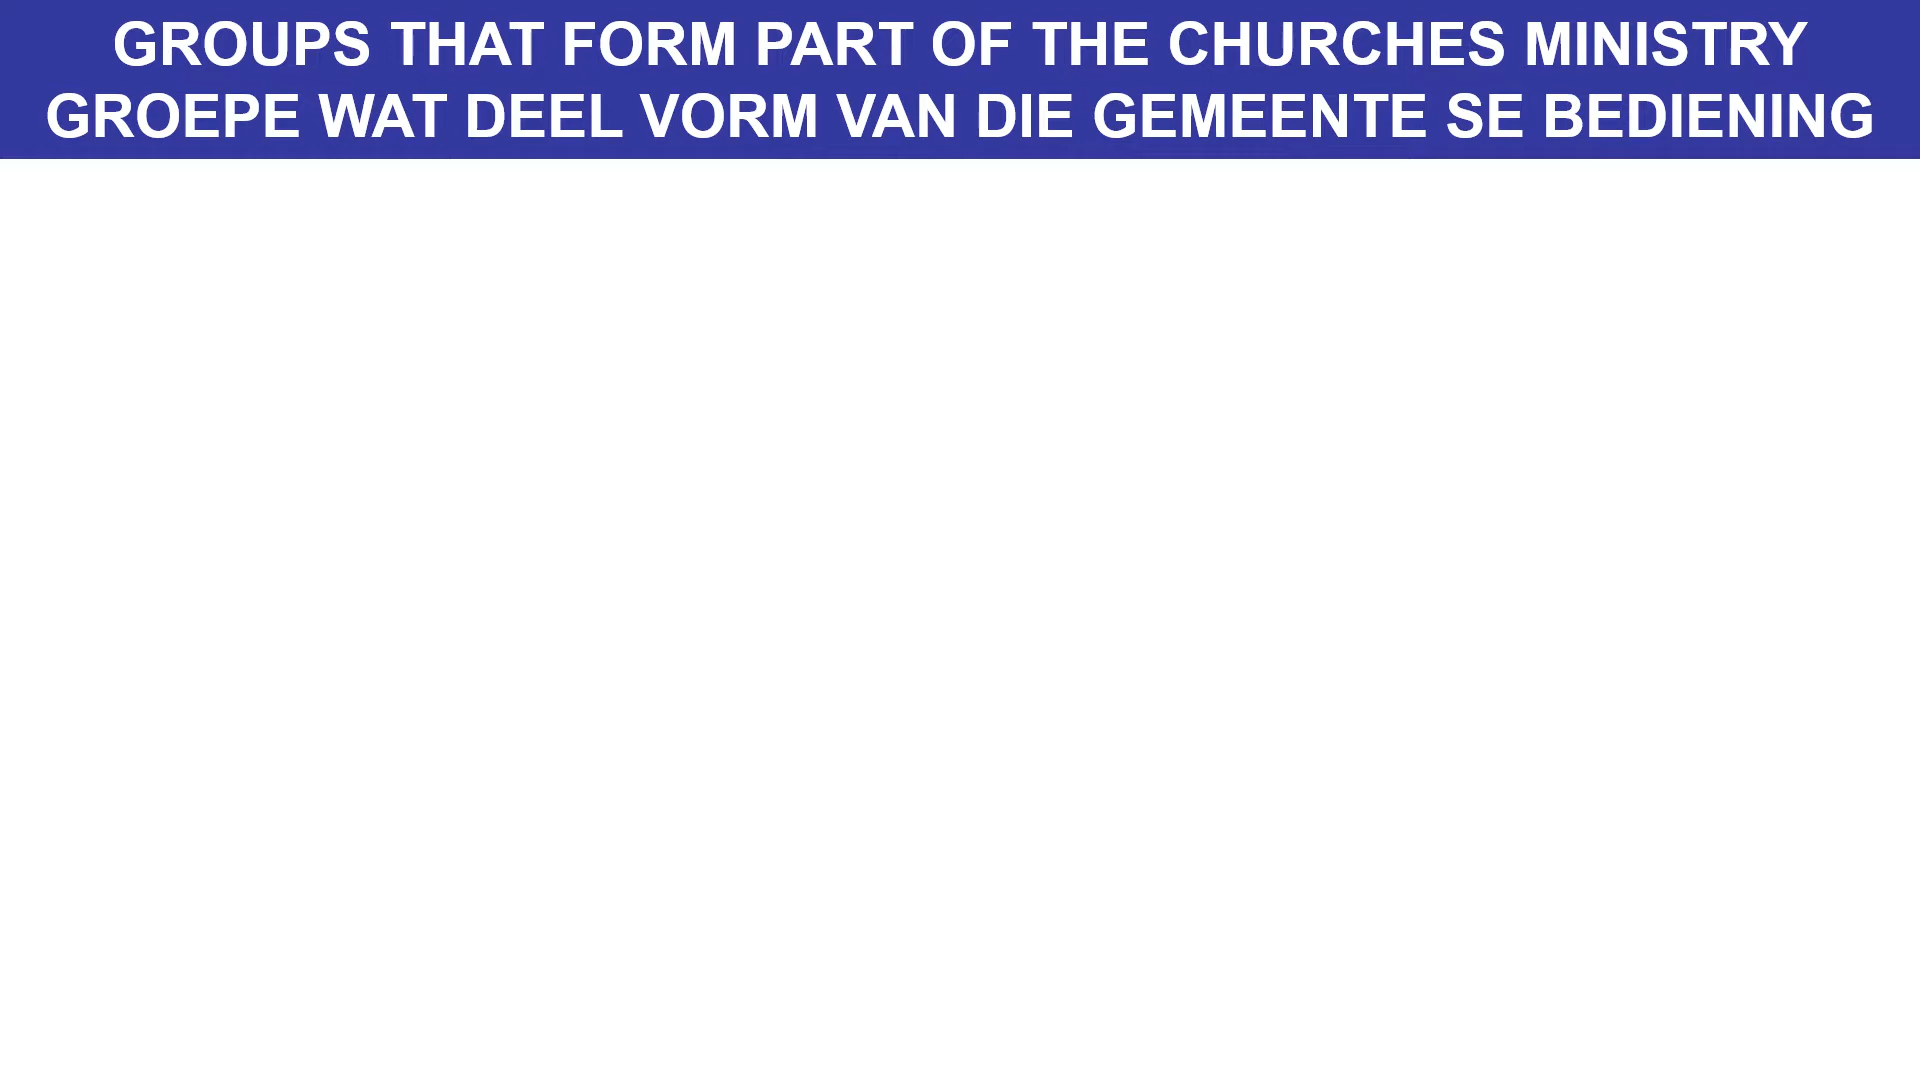 GROUPS THAT FORM PART OF THE CHURCHES MINISTRY
GROEPE WAT DEEL VORM VAN DIE GEMEENTE SE BEDIENING